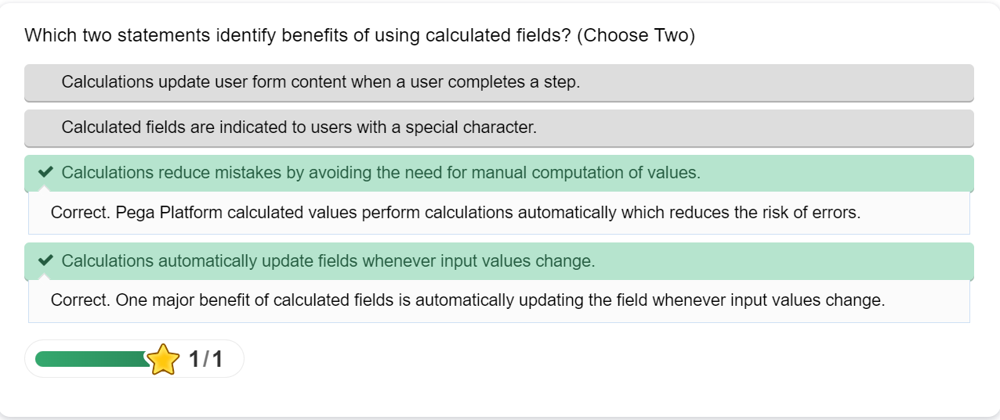 Which two statements identify benefits of using calculated fields? (Choose Two)
Calculations update user form content when a user completes a step.
Calculated fields are indicated to users with a special character.
Calculations reduce mistakes by avoiding the need for manual computation of values.
Correct. Pega Platform calculated values perform calculations automatically which reduces the risk of errors.
Calculations automatically update fields whenever input values change.
Correct. One major benefit of calculated fields is automatically updating the field whenever input values change.
1/1